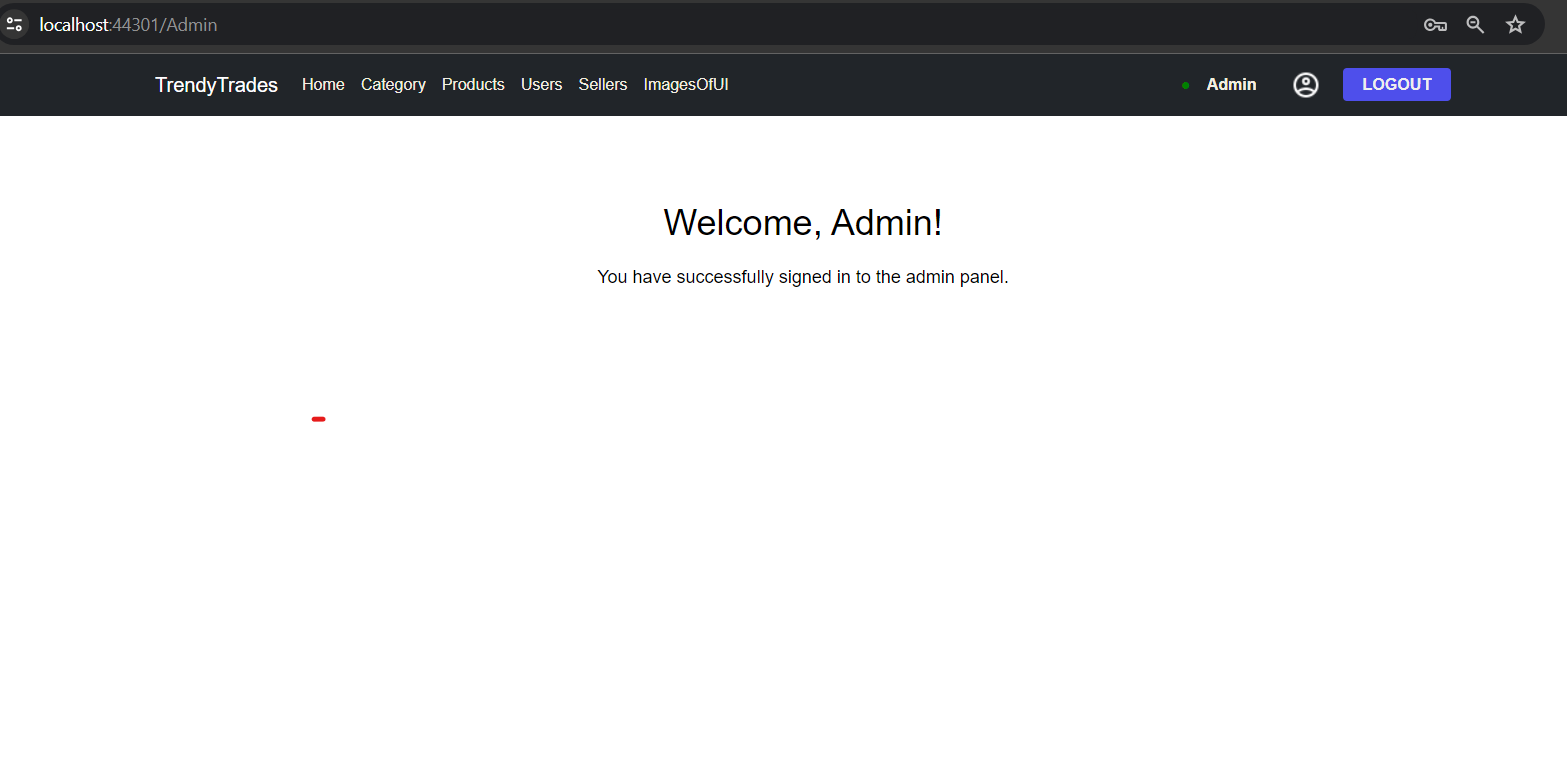 localhost:44301/Admin
TrendyTrades Home Category Products Users Sellers ImagesOfUI Admin LOGOUT
Welcome, Admin!
You have successfully signed in to the admin panel.